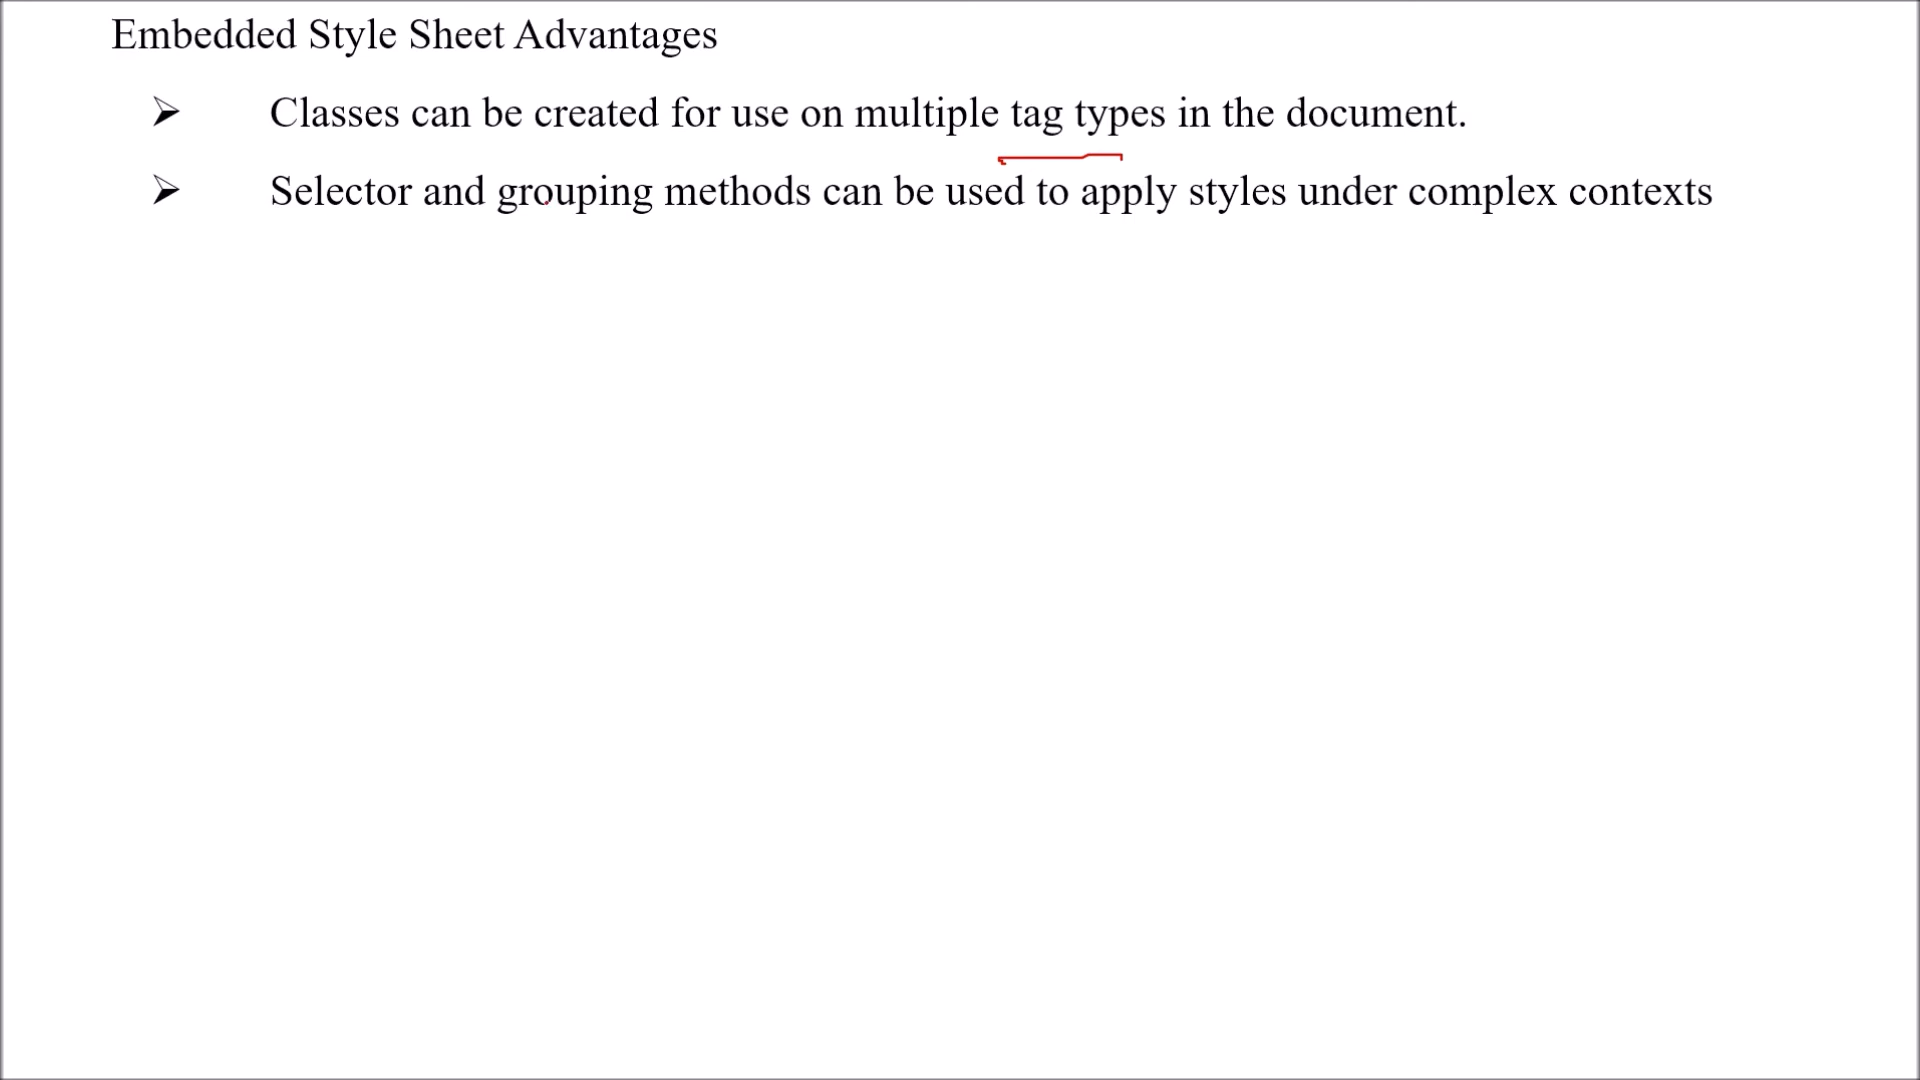 Embedded Style Sheet Advantages
➢ Classes can be created for use on multiple tag types in the document.
➢ Selector and grouping methods can be used to apply styles under complex contexts